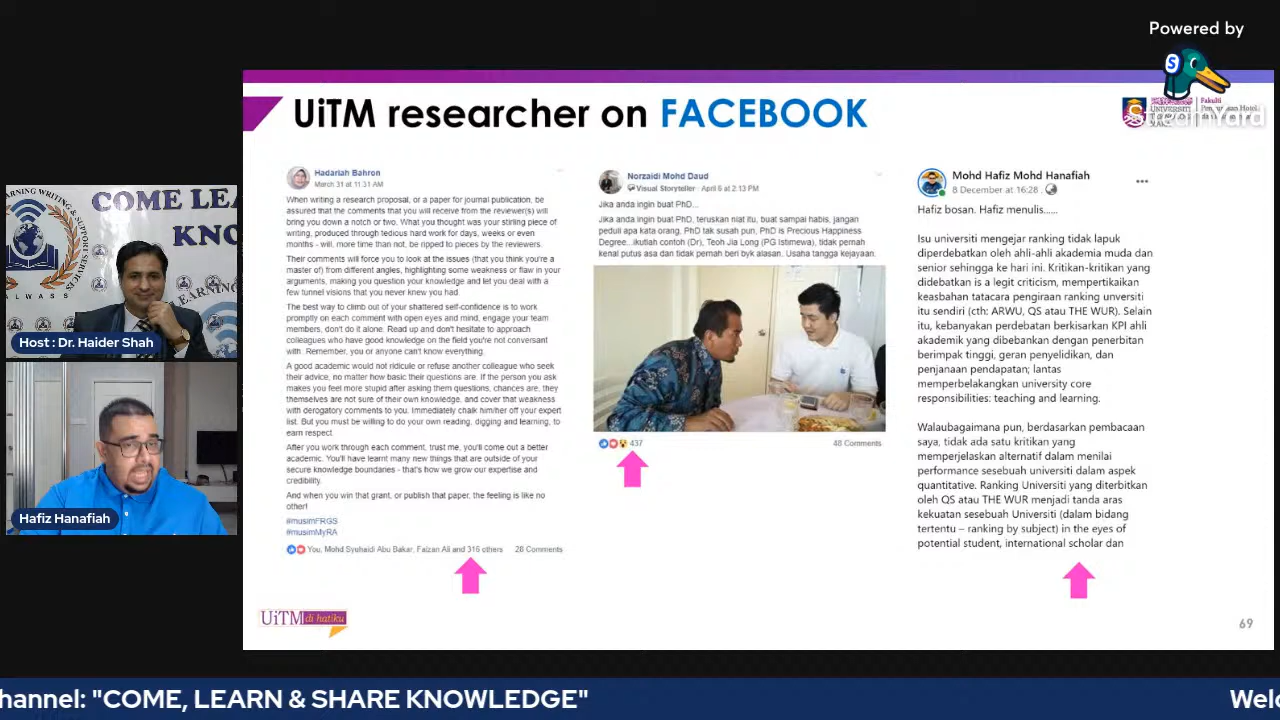 Powered by
StreamYard
UiTM researcher on FACEBOOK
UNIVERSITI
Fakulti
Hadariah Bahron
March 31 at 11:31 AM
When writing a research proposal, or a paper for journal publication, be
assured that the comments that you will receive from the reviewer(s) will
bring you down a notch or two. What you thought was your stirling piece of
writing, produced through tedious hard work for days, weeks or even
months - will, more time than not, be ripped to pieces by the reviewers.
Their comments will force you to look at the issues (that you think you're a
master of) from different angles, highlighting some weakness or flaw in your
arguments, making you question your knowledge and let you deal with a
few tunnel visions that you never knew you had.
The best way to climb out of your shattered self-confidence is to work
promptly on each comment with open eyes and mind, engage your team
members, don't do it alone. Read up and don't hesitate to approach
colleagues who have good knowledge on the field you're not conversant
with. Remember, you or anyone can't know everything.
A good academic would not ridicule or refuse another colleague who seek
their advice, no matter how basic their questions are. If the person you ask
makes you feel more stupid after asking them questions, chances are, they
themselves are not sure of their own knowledge, and cover that weakness
with derogatory comments to you. Immediately chalk him/her off your expert
list. But you must be willing to do your own reading, digging and learning, to
earn respect.
After you work through each comment, trust me, you'll come out a better
academic. You'll have learnt many new things that are outside of your
secure knowledge boundaries - that's how we grow our expertise and
credibility.
And when you win that grant, or publish that paper, the feeling is like no
other!
#musimFRGS
#musimMyRA
You, Mohd Syuhaidi Abu Bakar, Faizan Ali and 316 others 28 Comments
Norzaidi Mohd Daud
Visual Storyteller · April 6 at 2:13 PM
Jika anda ingin buat PhD...
Jika anda ingin buat PhD, teruskan niat itu, buat sampai habis, jangan
peduli apa kata orang, PhD tak susah pun, PhD is Precious Happiness
Degree...ikutlah contoh (Dr), Teoh Jia Long (PG Istimewa), tidak pernah
kenal putus asa dan tidak pernah beri byk alasan. Usaha tangga kejayaan.
437 48 Comments
Mohd Hafiz Mohd Hanafiah
8 December at 16:28
Hafiz bosan. Hafiz menulis......
Isu universiti mengejar ranking tidak lapuk
diperdebatkan oleh ahli-ahli akademia muda dan
senior sehingga ke hari ini. Kritikan-kritikan yang
didebatkan is a legit criticism, mempertikaikan
keasbahan tatacara pengiraan ranking unversiti
itu sendiri (cth: ARWU, QS atau THE WUR). Selain
itu, kebanyakan perdebatan berkisarkan KPI ahli
akademik yang dibebankan dengan penerbitan
berimpak tinggi, geran penyelidikan, dan
penjanaan pendapatan; lantas
memperbelakangkan university core
responsibilities: teaching and learning.
Walaubagaimana pun, berdasarkan pembacaan
saya, tidak ada satu kritikan yang
memperjelaskan alternatif dalam menilai
performance sesebuah universiti dalam aspek
quantitative. Ranking Universiti yang diterbitkan
oleh QS atau THE WUR menjadi tanda aras
kekuatan sesebuah Universiti (dalam bidang
tertentu – ranking by subject) in the eyes of
potential student, international scholar dan
COME LEA
KNO
Host : Dr. Haider Shah
Hafiz Hanafiah
UiTM di hatiku
69
hannel: "COME, LEARN & SHARE KNOWLEDGE"
Welc